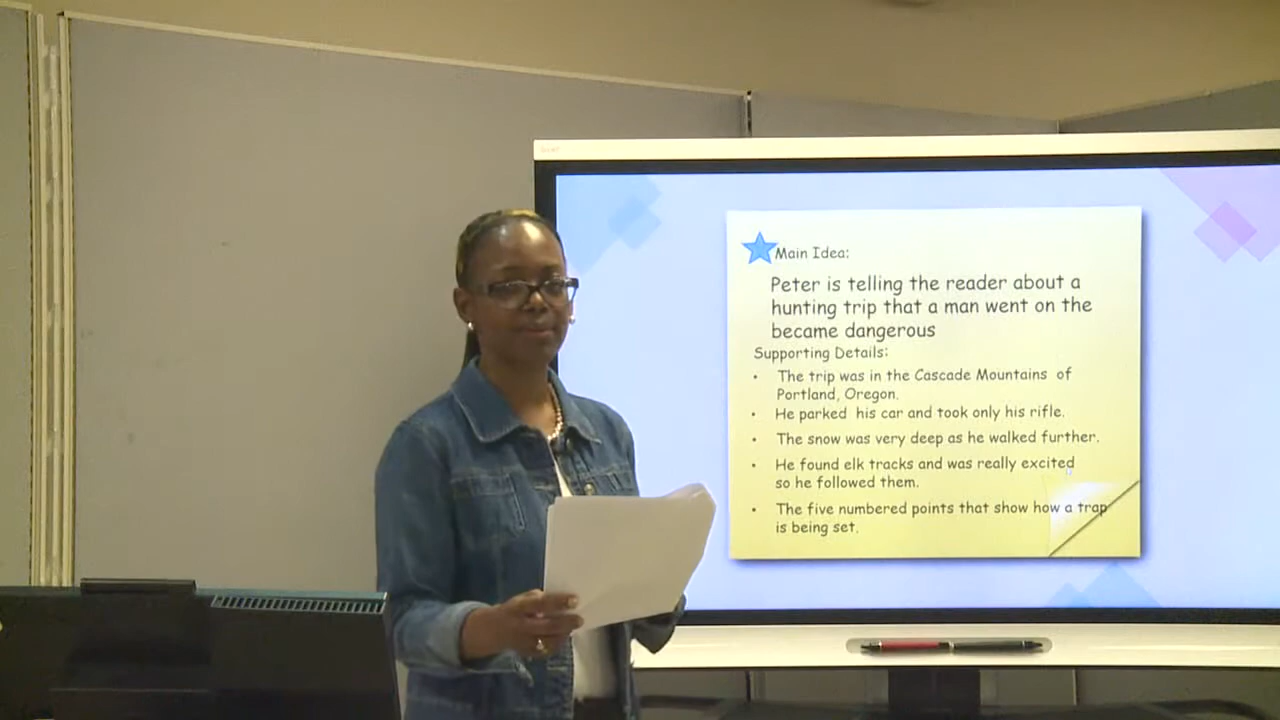 Main Idea:
Peter is telling the reader about a
hunting trip that a man went on the
became dangerous
Supporting Details:
• The trip was in the Cascade Mountains of
Portland, Oregon.
• He parked his car and took only his rifle.
• The snow was very deep as he walked further.
• He found elk tracks and was really excited
so he followed them.
• The five numbered points that show how a trap
is being set.